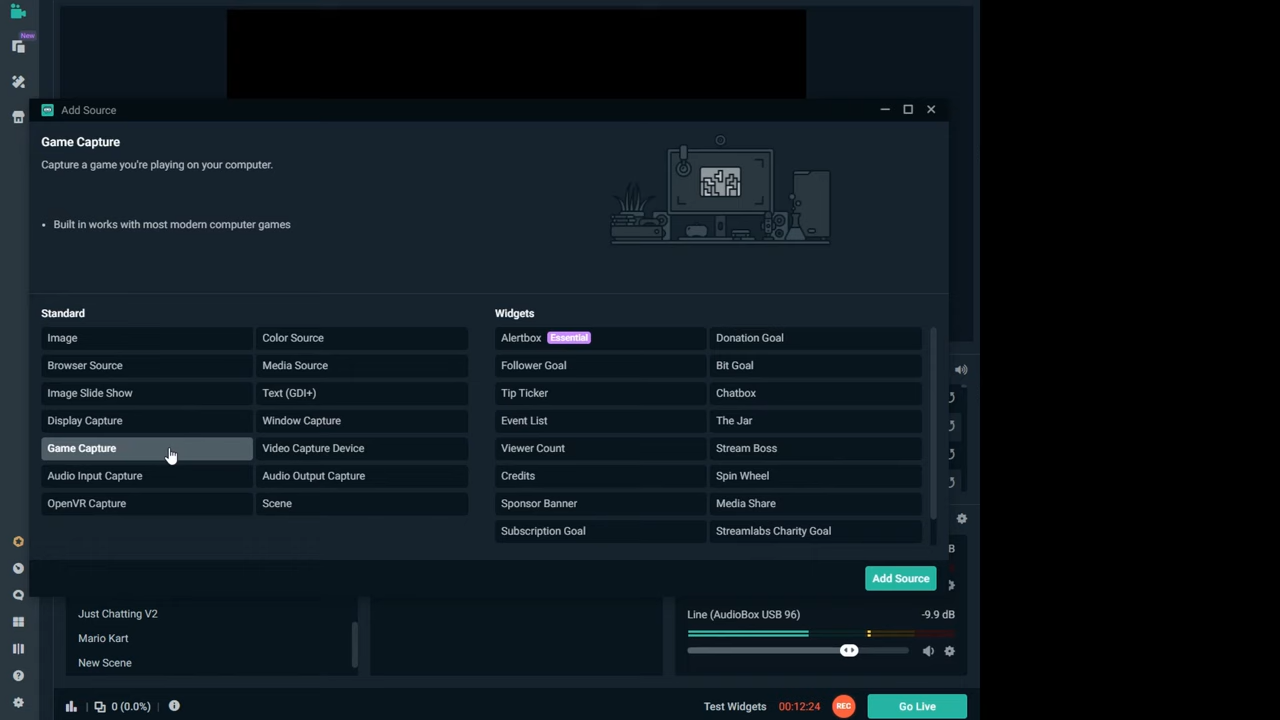 New
Add Source
Game Capture
Capture a game you're playing on your computer.
• Built in works with most modern computer games
Standard
Image
Color Source
Browser Source
Media Source
Image Slide Show
Text (GDI+)
Display Capture
Window Capture
Game Capture
Video Capture Device
Audio Input Capture
Audio Output Capture
OpenVR Capture
Scene
Widgets
Alertbox Essential
Donation Goal
Follower Goal
Bit Goal
Tip Ticker
Chatbox
Event List
The Jar
Viewer Count
Stream Boss
Credits
Spin Wheel
Sponsor Banner
Media Share
Subscription Goal
Streamlabs Charity Goal
B
Add Source
Just Chatting V2
Mario Kart
New Scene
Line (AudioBox USB 96)
-9.9 dB
0 (0.0%)
Test Widgets
00:12:24
REC
Go Live